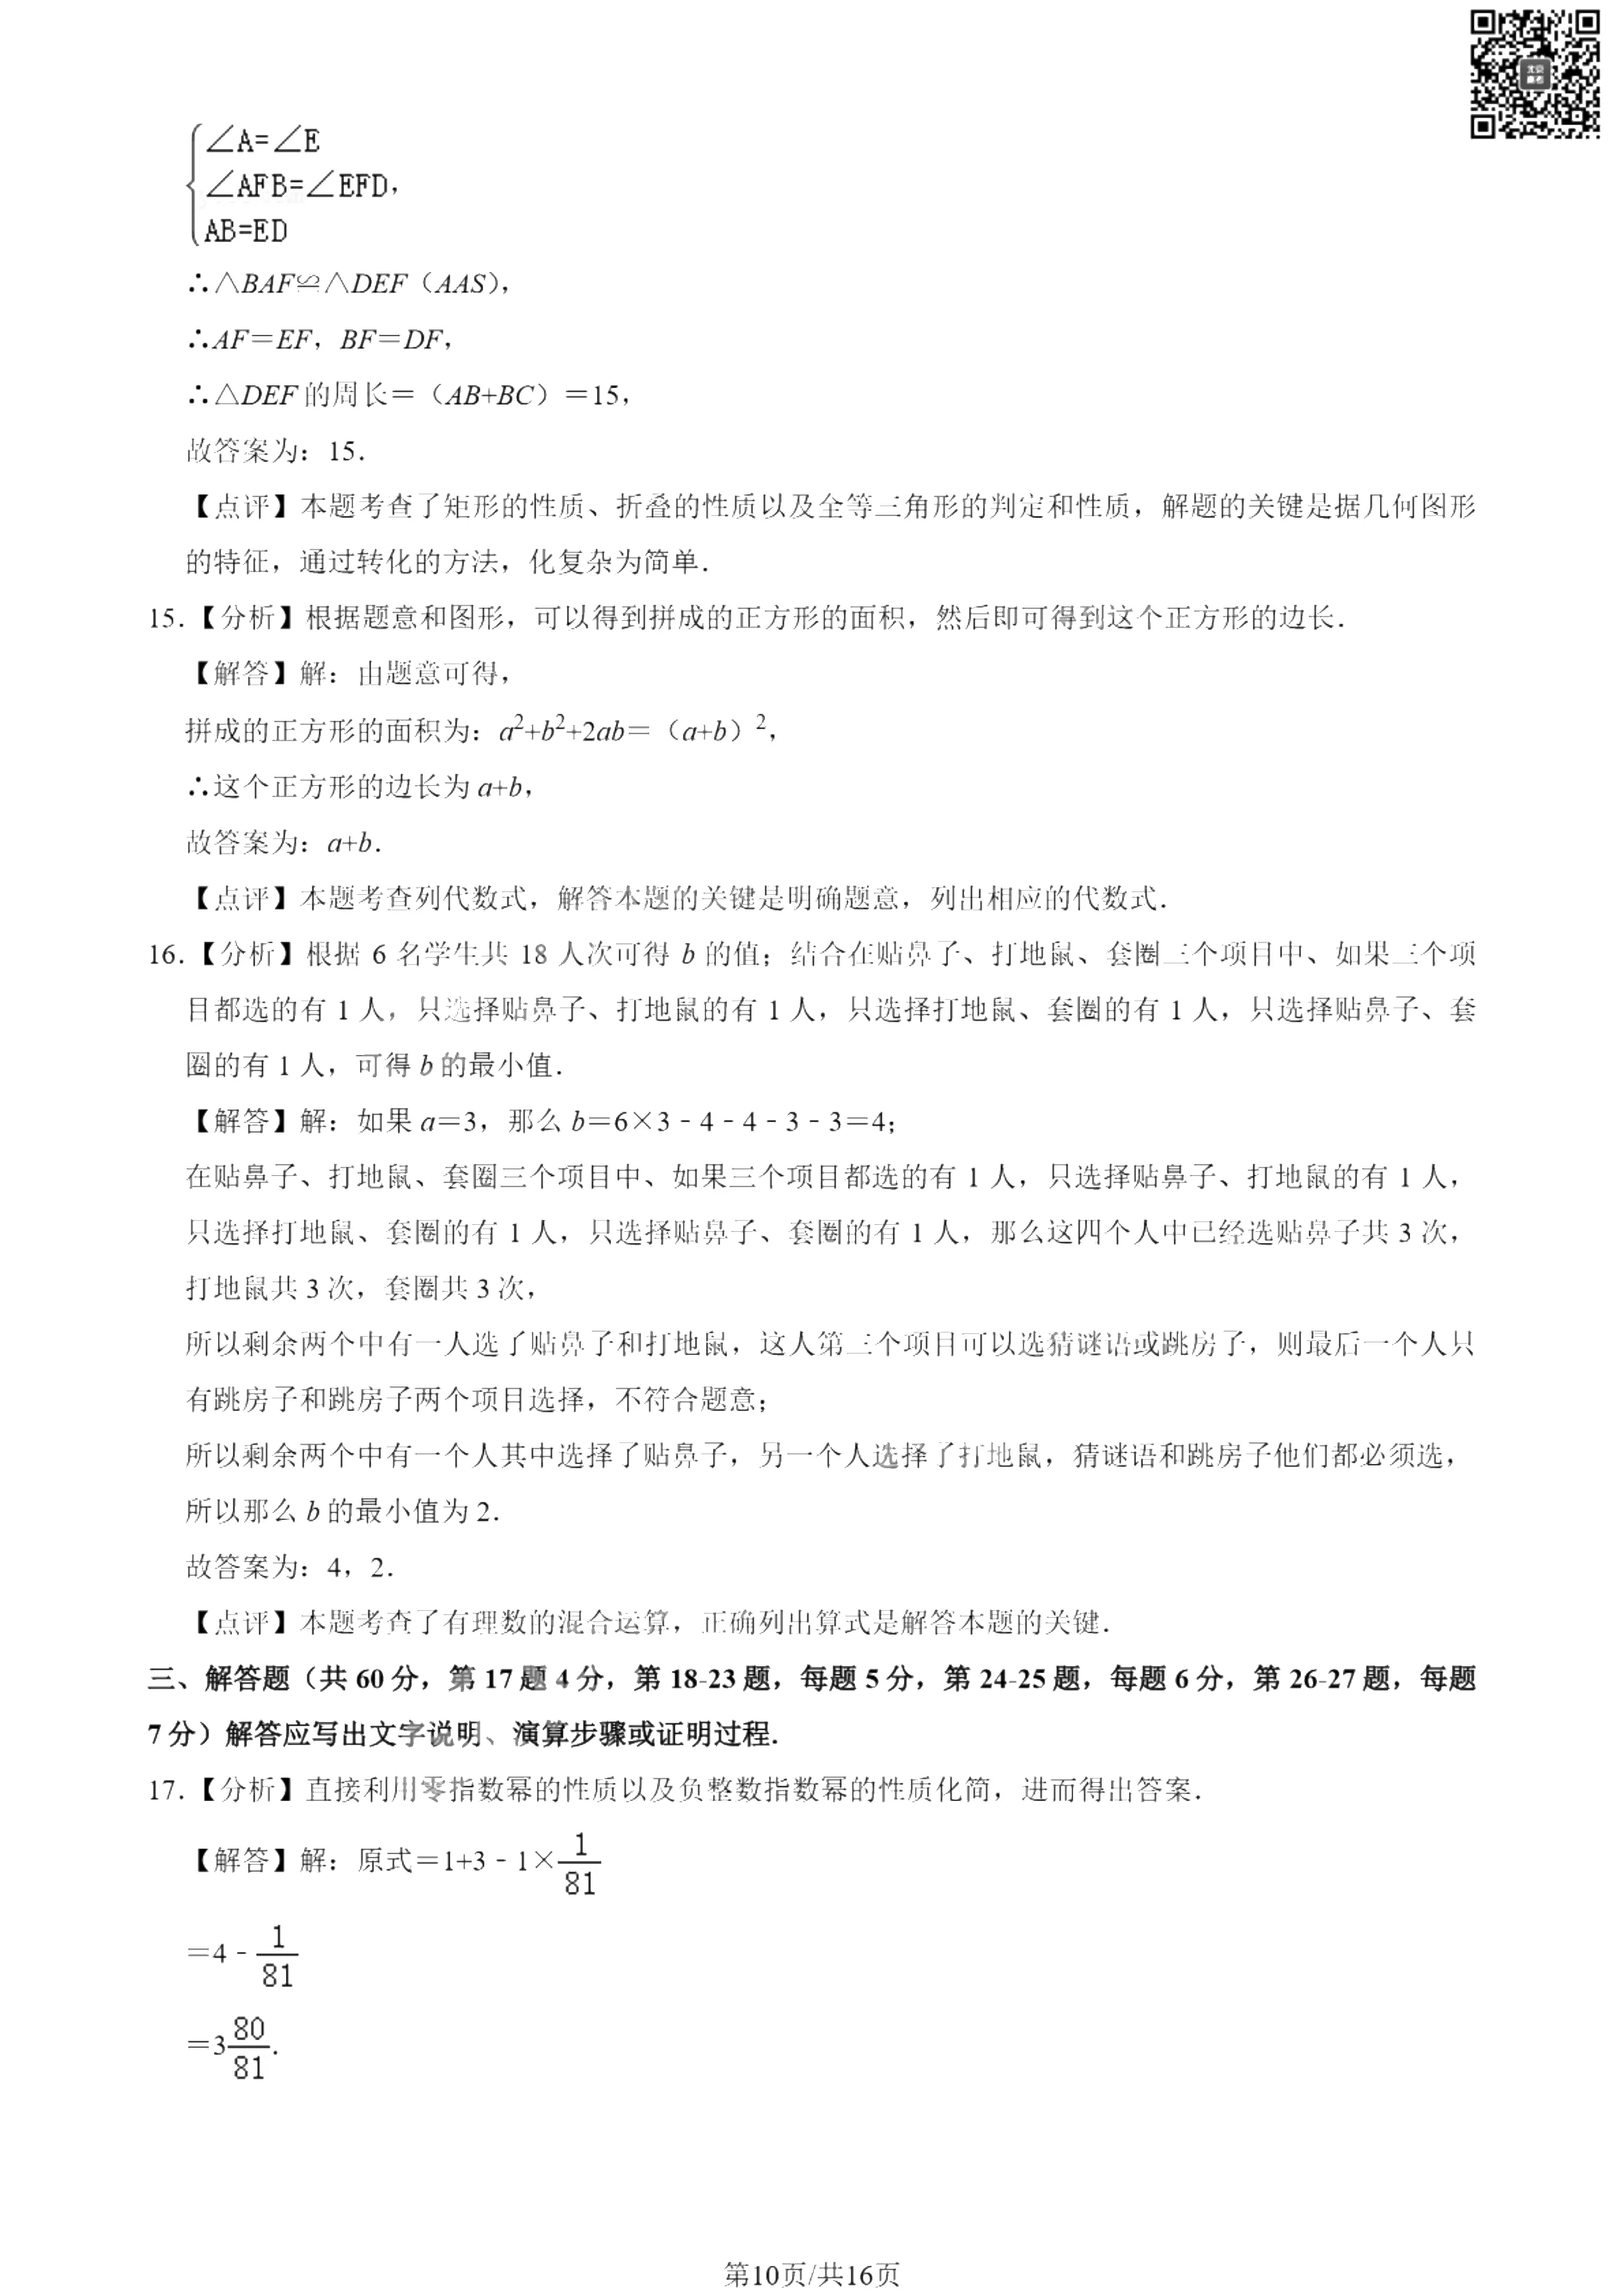 ∠A=∠E
∠AFB=∠EFD,
AB=ED
∴△BAF≌△DEF（AAS），
∴AF＝EF，BF＝DF，
∴△DEF的周长＝（AB+BC）＝15，
故答案为：15．
【点评】本题考查了矩形的性质、折叠的性质以及全等三角形的判定和性质，解题的关键是据几何图形
的特征，通过转化的方法，化复杂为简单．
15．【分析】根据题意和图形，可以得到拼成的正方形的面积，然后即可得到这个正方形的边长．
【解答】解：由题意可得，
拼成的正方形的面积为：a²+b²+2ab＝（a+b）²，
∴这个正方形的边长为a+b，
故答案为：a+b．
【点评】本题考查列代数式，解答本题的关键是明确题意，列出相应的代数式．
16．【分析】根据 6 名学生共 18 人次可得 b 的值；结合在贴鼻子、打地鼠、套圈三个项目中、如果三个项
目都选的有 1 人，只选择贴鼻子、打地鼠的有 1 人，只选择打地鼠、套圈的有 1 人，只选择贴鼻子、套
圈的有 1 人，可得 b 的最小值．
【解答】解：如果 a＝3，那么 b＝6×3﹣4﹣4﹣3﹣3＝4；
在贴鼻子、打地鼠、套圈三个项目中、如果三个项目都选的有 1 人，只选择贴鼻子、打地鼠的有 1 人，
只选择打地鼠、套圈的有 1 人，只选择贴鼻子、套圈的有 1 人，那么这四个人中已经选贴鼻子共 3 次，
打地鼠共 3 次，套圈共 3 次，
所以剩余两个中有一人选了贴鼻子和打地鼠，这人第三个项目可以选猜谜语或跳房子，则最后一个人只
有跳房子和跳房子两个项目选择，不符合题意；
所以剩余两个中有一个人其中选择了贴鼻子，另一个人选择了打地鼠，猜谜语和跳房子他们都必须选，
所以那么 b 的最小值为 2．
故答案为：4，2．
【点评】本题考查了有理数的混合运算，正确列出算式是解答本题的关键．
三、解答题（共 60 分，第 17 题 4 分，第 18-23 题，每题 5 分，第 24-25 题，每题 6 分，第 26-27 题，每题
7 分）解答应写出文字说明、演算步骤或证明过程．
17．【分析】直接利用零指数幂的性质以及负整数指数幂的性质化简，进而得出答案．
【解答】解：原式＝1+3﹣1×1/81
＝4﹣1/81
＝3 80/81．
第10页/共16页